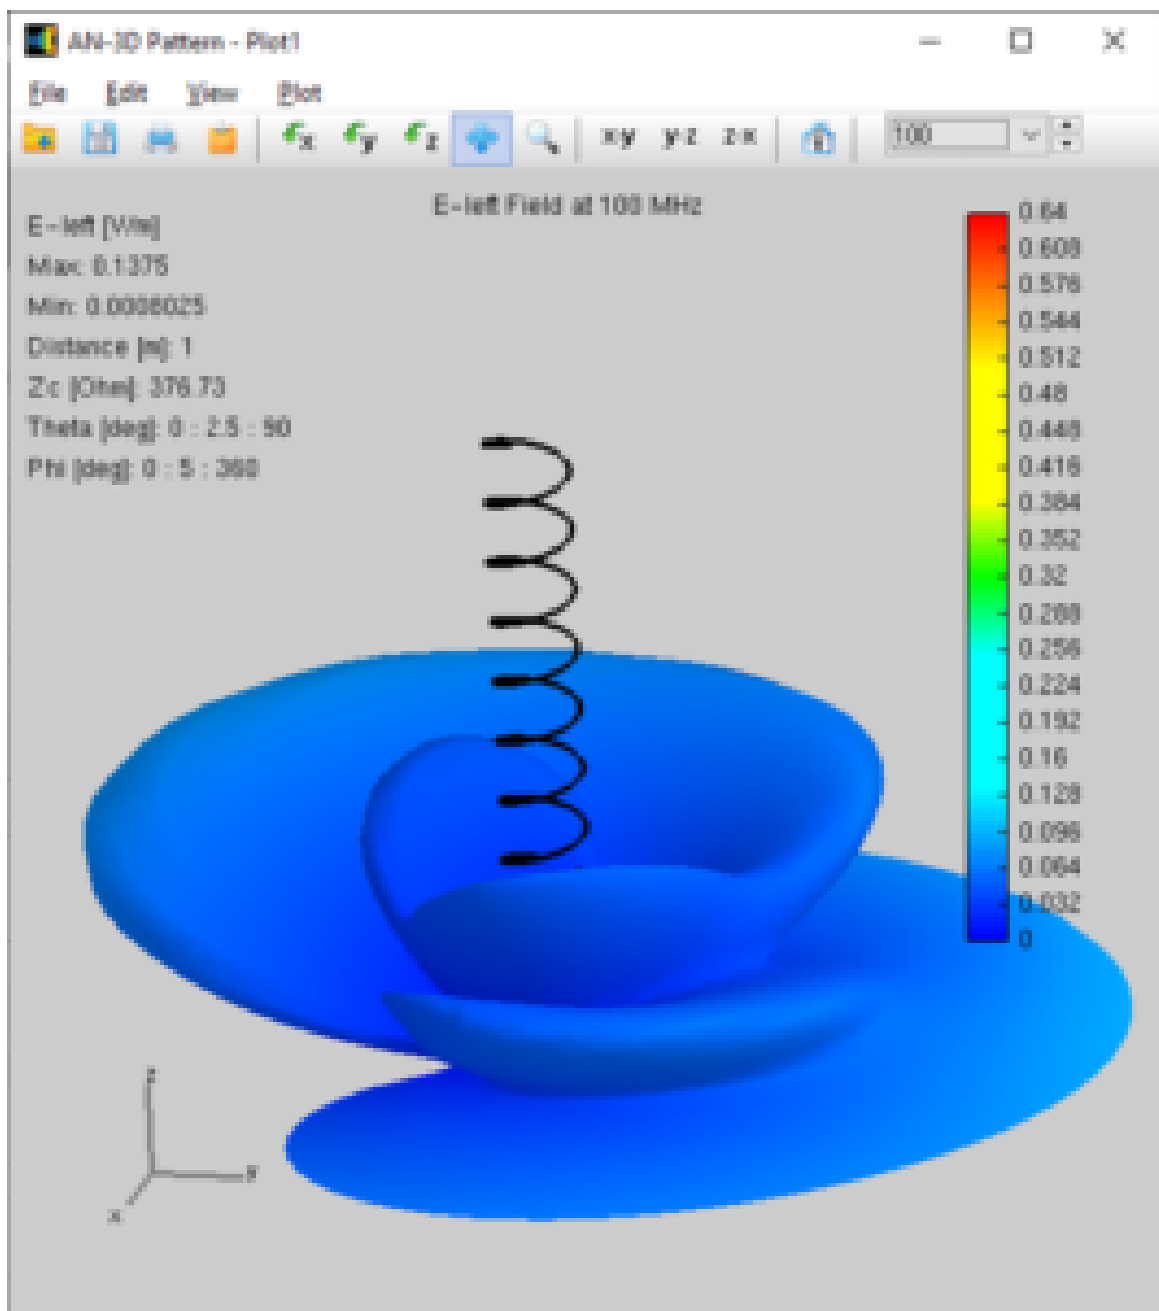 AN-3D Pattern - Plot1
File Edit View Plot
x y z x-y y-z z-x 100
E-left Field at 100 MHz
E-left [V/m]
Max: 0.1375
Min: 0.0008025
Distance [m]: 1
Zc [Ohm]: 376.73
Theta [deg]: 0 : 2.5 : 90
Phi [deg]: 0 : 5 : 360
0.64
0.608
0.576
0.544
0.512
0.48
0.448
0.416
0.384
0.352
0.32
0.288
0.256
0.224
0.192
0.16
0.128
0.096
0.064
0.032
0
z
y
x